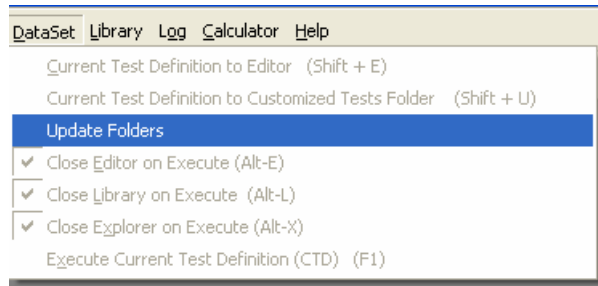 DataSet Library Log Calculator Help
Current Test Definition to Editor (Shift + E)
Current Test Definition to Customized Tests Folder (Shift + U)
Update Folders
Close Editor on Execute (Alt-E)
Close Library on Execute (Alt-L)
Close Explorer on Execute (Alt-X)
Execute Current Test Definition (CTD) (F1)